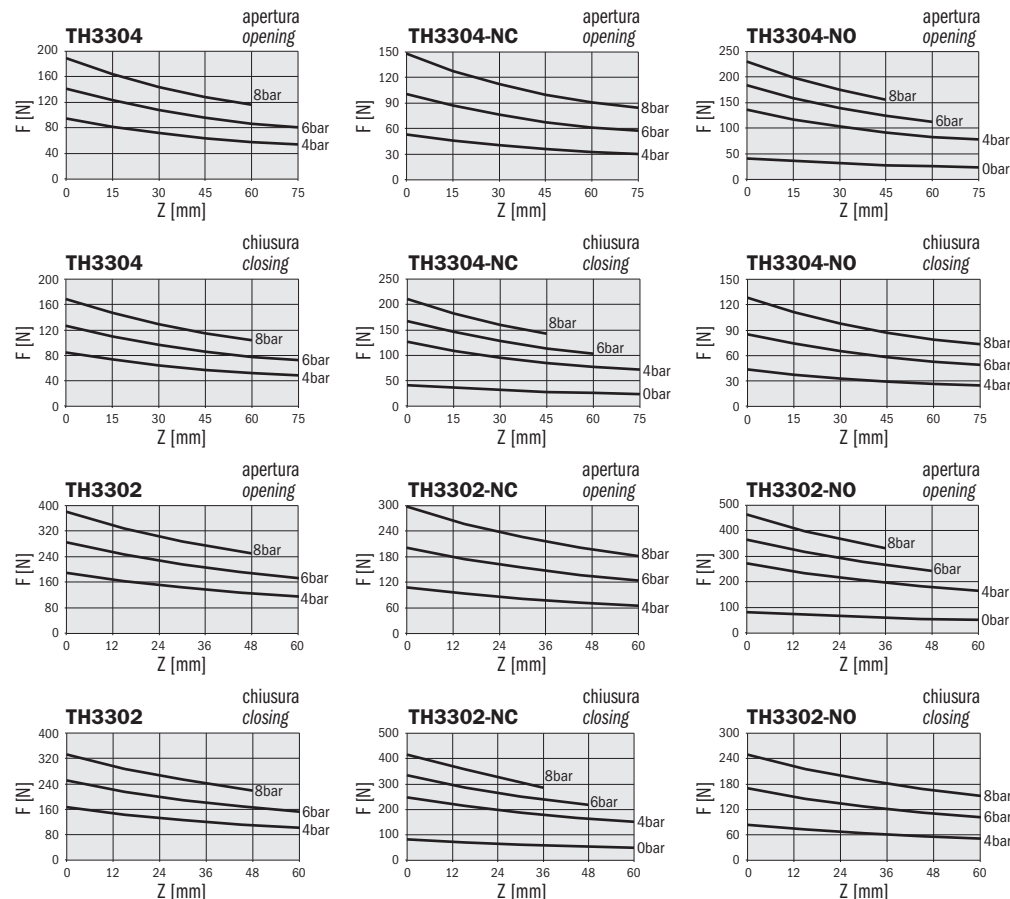 apertura
TH3304 opening
200
160
120
80
40
0
F [N]
8bar
6bar
4bar
0 15 30 45 60 75
Z [mm]
apertura
TH3304-NC opening
150
120
90
60
30
0
F [N]
8bar
6bar
4bar
0 15 30 45 60 75
Z [mm]
apertura
TH3304-NO opening
250
200
150
100
50
0
F [N]
8bar
6bar
4bar
0bar
0 15 30 45 60 75
Z [mm]
chiusura
TH3304 closing
200
160
120
80
40
0
F [N]
8bar
6bar
4bar
0 15 30 45 60 75
Z [mm]
chiusura
TH3304-NC closing
250
200
150
100
50
0
F [N]
8bar
6bar
4bar
0bar
0 15 30 45 60 75
Z [mm]
chiusura
TH3304-NO closing
150
120
90
60
30
0
F [N]
8bar
6bar
4bar
0 15 30 45 60 75
Z [mm]
apertura
TH3302 opening
400
320
240
160
80
0
F [N]
8bar
6bar
4bar
0 12 24 36 48 60
Z [mm]
apertura
TH3302-NC opening
300
240
180
120
60
0
F [N]
8bar
6bar
4bar
0 12 24 36 48 60
Z [mm]
apertura
TH3302-NO opening
500
400
300
200
100
0
F [N]
8bar
6bar
4bar
0bar
0 12 24 36 48 60
Z [mm]
chiusura
TH3302 closing
400
320
240
160
80
0
F [N]
8bar
6bar
4bar
0 12 24 36 48 60
Z [mm]
chiusura
TH3302-NC closing
500
400
300
200
100
0
F [N]
8bar
6bar
4bar
0bar
0 12 24 36 48 60
Z [mm]
chiusura
TH3302-NO closing
300
240
180
120
60
0
F [N]
8bar
6bar
4bar
0 12 24 36 48 60
Z [mm]